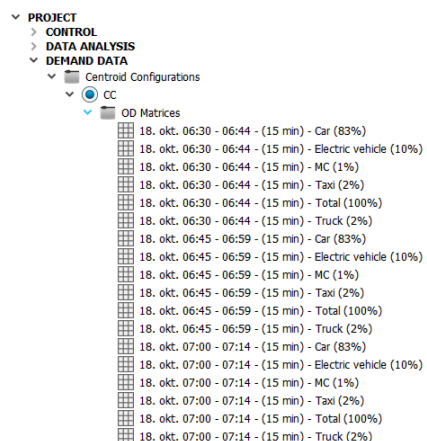 PROJECT
CONTROL
DATA ANALYSIS
DEMAND DATA
Centroid Configurations
CC
OD Matrices
18. okt. 06:30 - 06:44 - (15 min) - Car (83%)
18. okt. 06:30 - 06:44 - (15 min) - Electric vehicle (10%)
18. okt. 06:30 - 06:44 - (15 min) - MC (1%)
18. okt. 06:30 - 06:44 - (15 min) - Taxi (2%)
18. okt. 06:30 - 06:44 - (15 min) - Total (100%)
18. okt. 06:30 - 06:44 - (15 min) - Truck (2%)
18. okt. 06:45 - 06:59 - (15 min) - Car (83%)
18. okt. 06:45 - 06:59 - (15 min) - Electric vehicle (10%)
18. okt. 06:45 - 06:59 - (15 min) - MC (1%)
18. okt. 06:45 - 06:59 - (15 min) - Taxi (2%)
18. okt. 06:45 - 06:59 - (15 min) - Total (100%)
18. okt. 06:45 - 06:59 - (15 min) - Truck (2%)
18. okt. 07:00 - 07:14 - (15 min) - Car (83%)
18. okt. 07:00 - 07:14 - (15 min) - Electric vehicle (10%)
18. okt. 07:00 - 07:14 - (15 min) - MC (1%)
18. okt. 07:00 - 07:14 - (15 min) - Taxi (2%)
18. okt. 07:00 - 07:14 - (15 min) - Total (100%)
18. okt. 07:00 - 07:14 - (15 min) - Truck (2%)